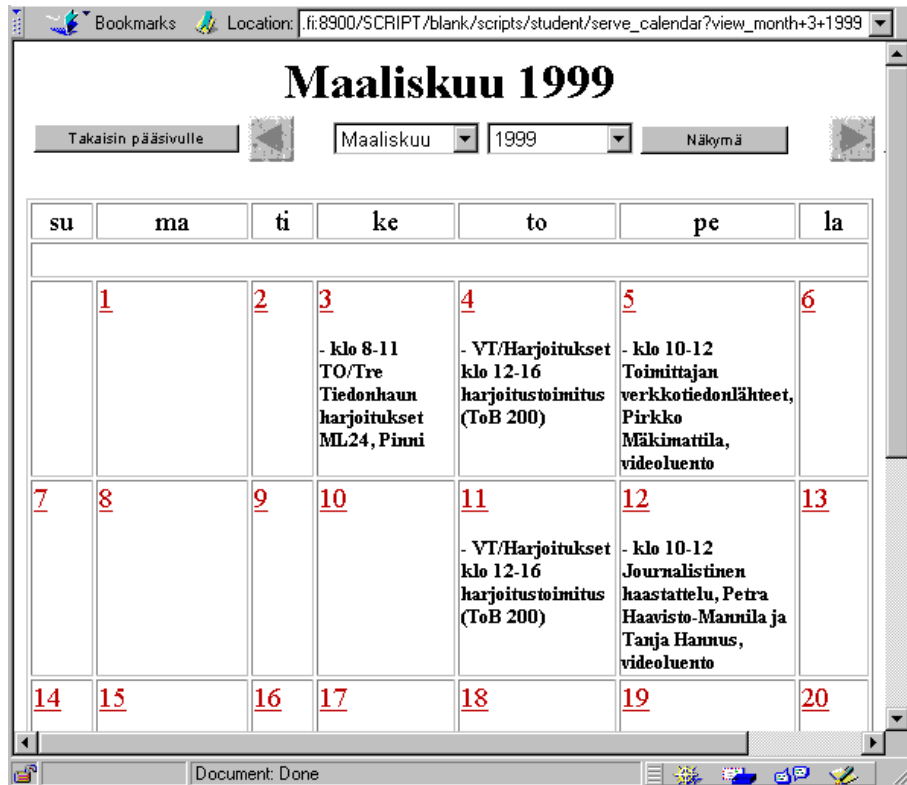 Bookmarks Location: .fi:8900/SCRIPT/blank/scripts/student/serve_calendar?view_month+3+1999
Maaliskuu 1999
Takaisin pääsivulle Maaliskuu 1999 Näkymä
su ma ti ke to pe la
1 2 3 4 5 6
- klo 8-11
TO/Tre
Tiedonhaun
harjoitukset
ML24, Pinni
- VT/Harjoitukset
klo 12-16
harjoitustoimitus
(ToB 200)
- klo 10-12
Toimittajan
verkkotiedonlähteet,
Pirkko
Mäkimattila,
videoluento
7 8 9 10 11 12 13
- VT/Harjoitukset
klo 12-16
harjoitustoimitus
(ToB 200)
- klo 10-12
Journalistinen
haastattelu, Petra
Haavisto-Mannila ja
Tanja Hannus,
videoluento
14 15 16 17 18 19 20
Document: Done